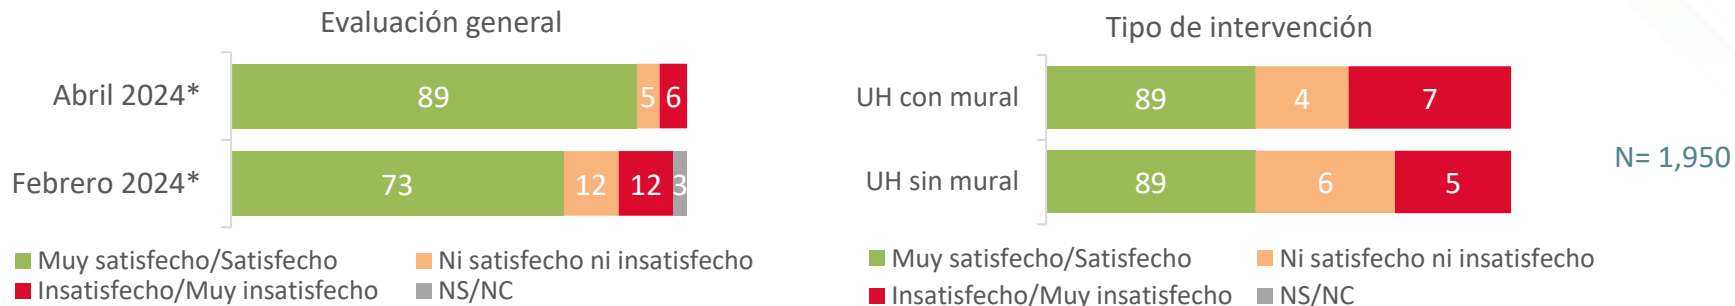 Evaluación general
Abril 2024*
89 5 6
Febrero 2024*
73 12 12 3
Muy satisfecho/Satisfecho
Ni satisfecho ni insatisfecho
Insatisfecho/Muy insatisfecho
NS/NC
Tipo de intervención
UH con mural
89 4 7
UH sin mural
89 6 5
Muy satisfecho/Satisfecho
Ni satisfecho ni insatisfecho
Insatisfecho/Muy insatisfecho
NS/NC
N= 1,950